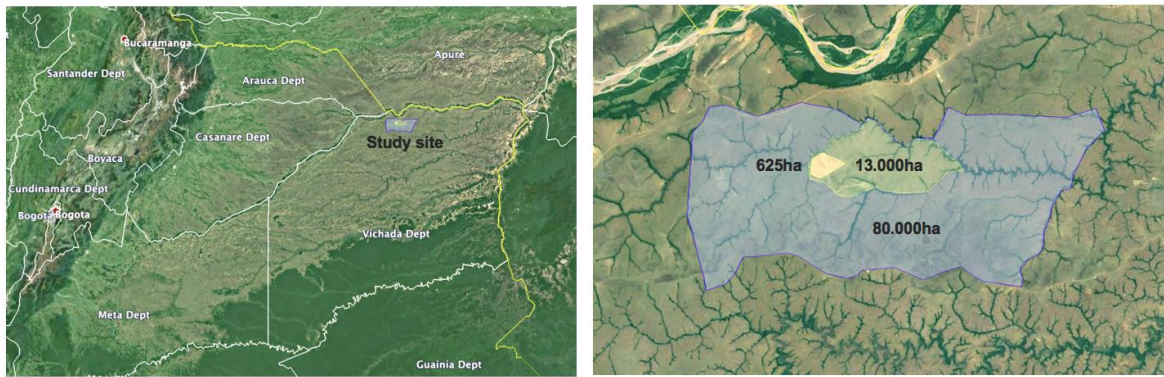 Bucaramanga
Apure
Santander Dept
Arauca Dept
Casanare Dept
Study site
Boyaca
Cundinamarca Dept
Bogota Bogota
Vichada Dept
Meta Dept
Guainía Dept
625ha
13.000ha
80.000ha